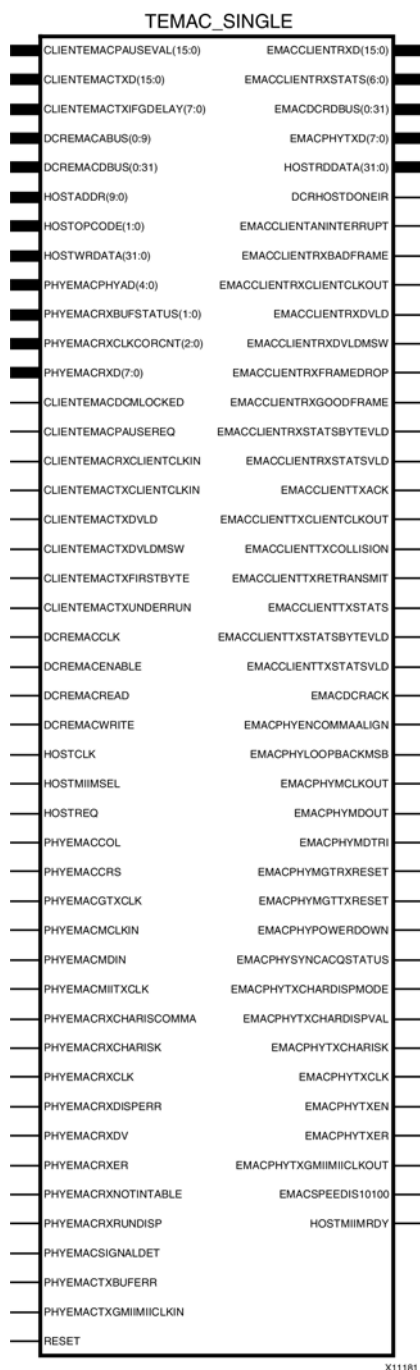 TEMAC_SINGLE
CLIENTEMACPAUSEVAL(15:0) EMACCLIENTRXD(15:0)
CLIENTEMACTXD(15:0) EMACCLIENTRXSTATS(6:0)
CLIENTEMACTXIFGDELAY(7:0) EMACDCRDBUS(0:31)
DCREMACABUS(0:9) EMACPHYTXD(7:0)
DCREMACDBUS(0:31) HOSTRDDATA(31:0)
HOSTADDR(9:0) DCRHOSTDONEIR
HOSTOPCODE(1:0) EMACCLIENTANINTERRUPT
HOSTWRDATA(31:0) EMACCLIENTRXBADFRAME
PHYEMACPHYAD(4:0) EMACCLIENTRXCLIENTCLKOUT
PHYEMACRXBUFSTATUS(1:0) EMACCLIENTRXDVLD
PHYEMACRXCLKCORCNT(2:0) EMACCLIENTRXDVLDMSW
PHYEMACRXD(7:0) EMACCLIENTRXFRAMEDROP
CLIENTEMACDCMLOCKED EMACCLIENTRXGOODFRAME
CLIENTEMACPAUSEREQ EMACCLIENTRXSTATSBYTEVLD
CLIENTEMACRXCLIENTCLKIN EMACCLIENTRXSTATSVLD
CLIENTEMACTXCLIENTCLKIN EMACCLIENTTXACK
CLIENTEMACTXDVLD EMACCLIENTTXCLIENTCLKOUT
CLIENTEMACTXDVLDMSW EMACCLIENTTXCOLLISION
CLIENTEMACTXFIRSTBYTE EMACCLIENTTXRETRANSMIT
CLIENTEMACTXUNDERRUN EMACCLIENTTXSTATS
DCREMACCLK EMACCLIENTTXSTATSBYTEVLD
DCREMACENABLE EMACCLIENTTXSTATSVLD
DCREMACREAD EMACDCRACK
DCREMACWRITE EMACPHYENCOMMAALIGN
HOSTCLK EMACPHYLOOPBACKMSB
HOSTMIIMSEL EMACPHYMCLKOUT
HOSTREQ EMACPHYMDOUT
PHYEMACCOL EMACPHYMDTRI
PHYEMACCRS EMACPHYMGTRXRESET
PHYEMACGTXCLK EMACPHYMGTTXRESET
PHYEMACMCLKIN EMACPHYPOWERDOWN
PHYEMACMDIN EMACPHYSYNCACQSTATUS
PHYEMACMIITXCLK EMACPHYTXCHARDISPMODE
PHYEMACRXCHARISCOMMA EMACPHYTXCHARDISPVAL
PHYEMACRXCHARISK EMACPHYTXCHARISK
PHYEMACRXCLK EMACPHYTXCLK
PHYEMACRXDISPERR EMACPHYTXEN
PHYEMACRXDV EMACPHYTXER
PHYEMACRXER EMACPHYTXGMIIMIICLKOUT
PHYEMACRXNOTINTABLE EMACSPEEDIS10100
PHYEMACRXRUNDISP HOSTMIIMRDY
PHYEMACSIGNALDET
PHYEMACTXBUFERR
PHYEMACTXGMIIMIICLKIN
RESET
X11181